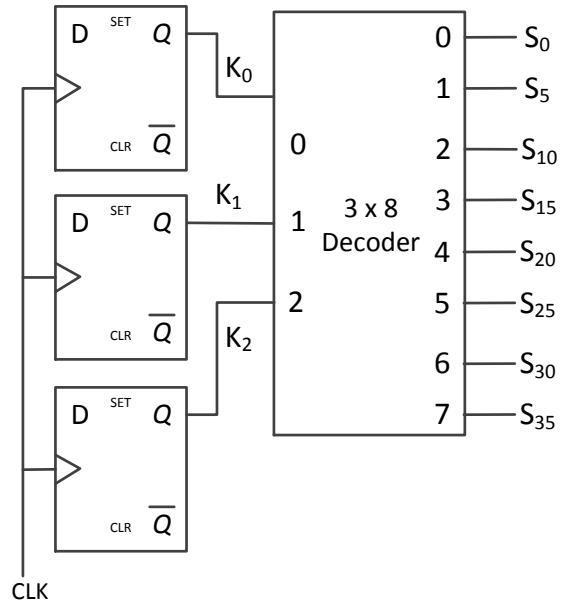 D SET Q
CLR Q̅
K₀
D SET Q
CLR Q̅
K₁
D SET Q
CLR Q̅
K₂
CLK
0
1
2
3 x 8
Decoder
0 S₀
1 S₅
2 S₁₀
3 S₁₅
4 S₂₀
5 S₂₅
6 S₃₀
7 S₃₅